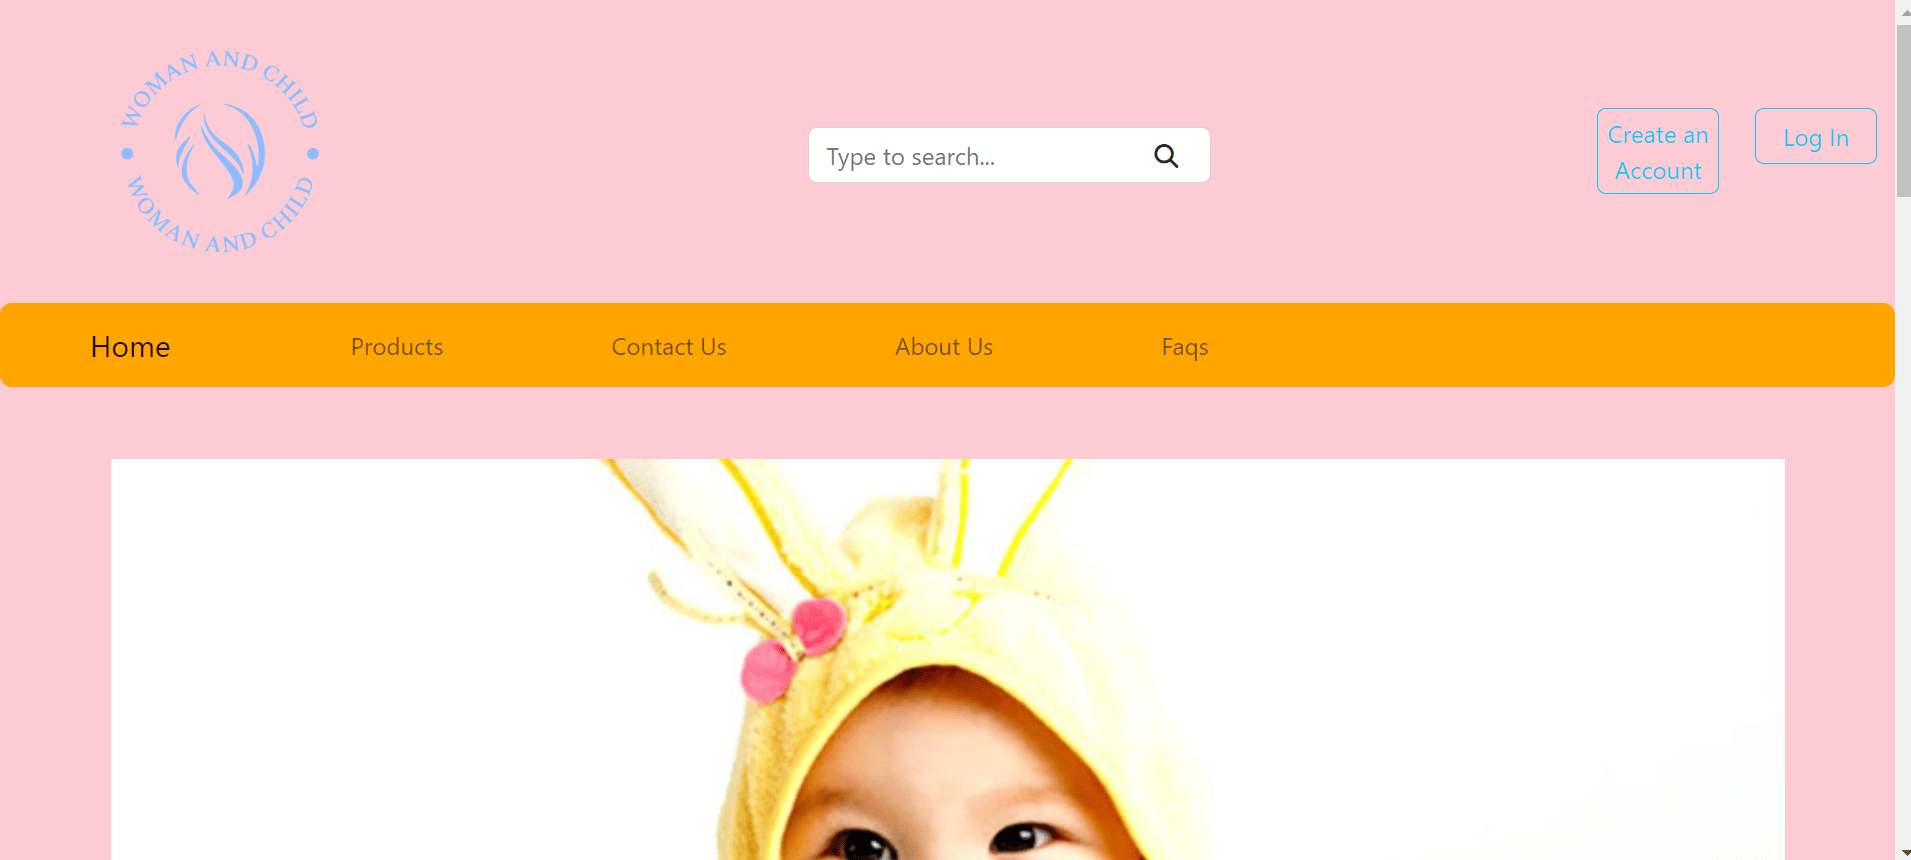 WOMAN AND CHILD
WOMAN AND CHILD
Type to search...
Create an
Account
Log In
Home
Products
Contact Us
About Us
Faqs